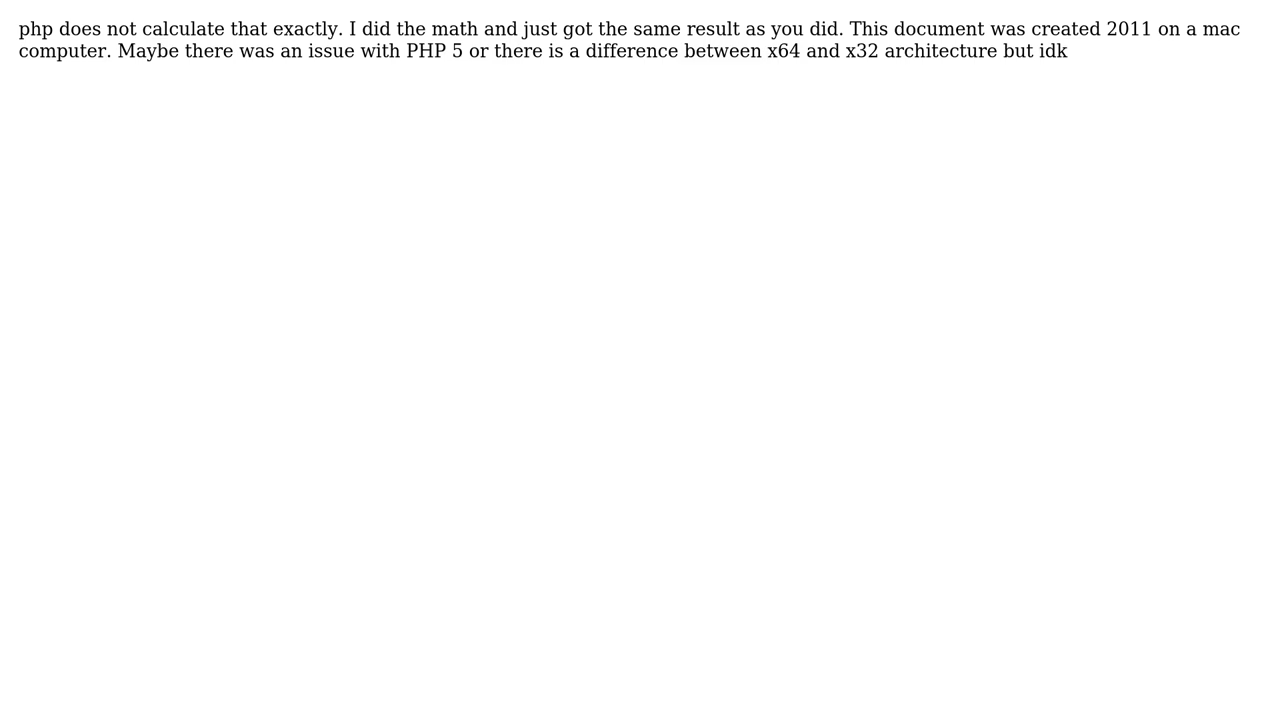 php does not calculate that exactly. I did the math and just got the same result as you did. This document was created 2011 on a mac
computer. Maybe there was an issue with PHP 5 or there is a difference between x64 and x32 architecture but idk